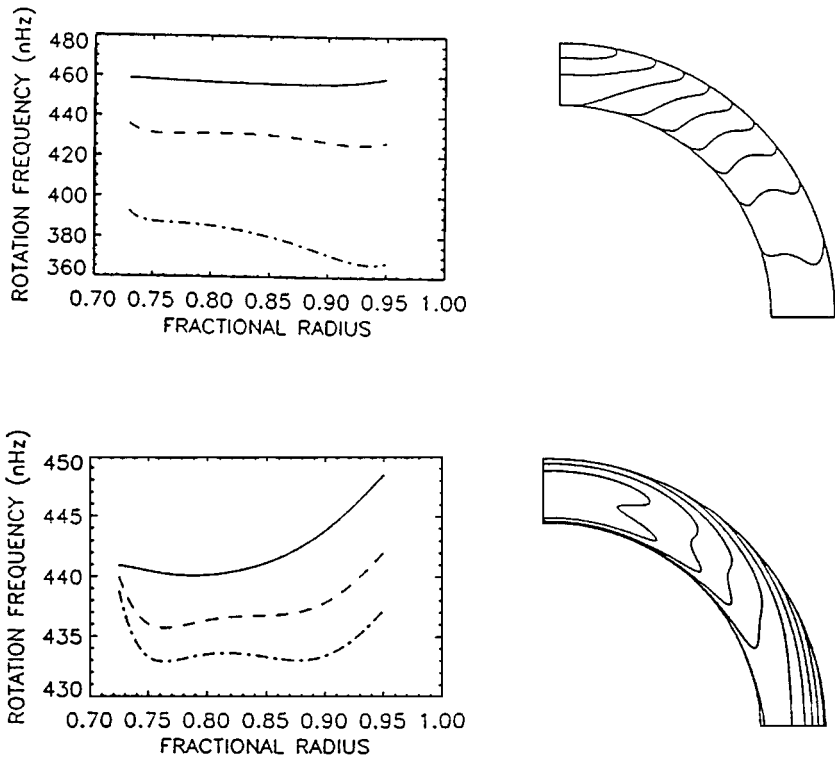 ROTATION FREQUENCY (nHz)
480
460
440
420
400
380
360
0.70 0.75 0.80 0.85 0.90 0.95 1.00
FRACTIONAL RADIUS
ROTATION FREQUENCY (nHz)
450
445
440
435
430
0.70 0.75 0.80 0.85 0.90 0.95 1.00
FRACTIONAL RADIUS